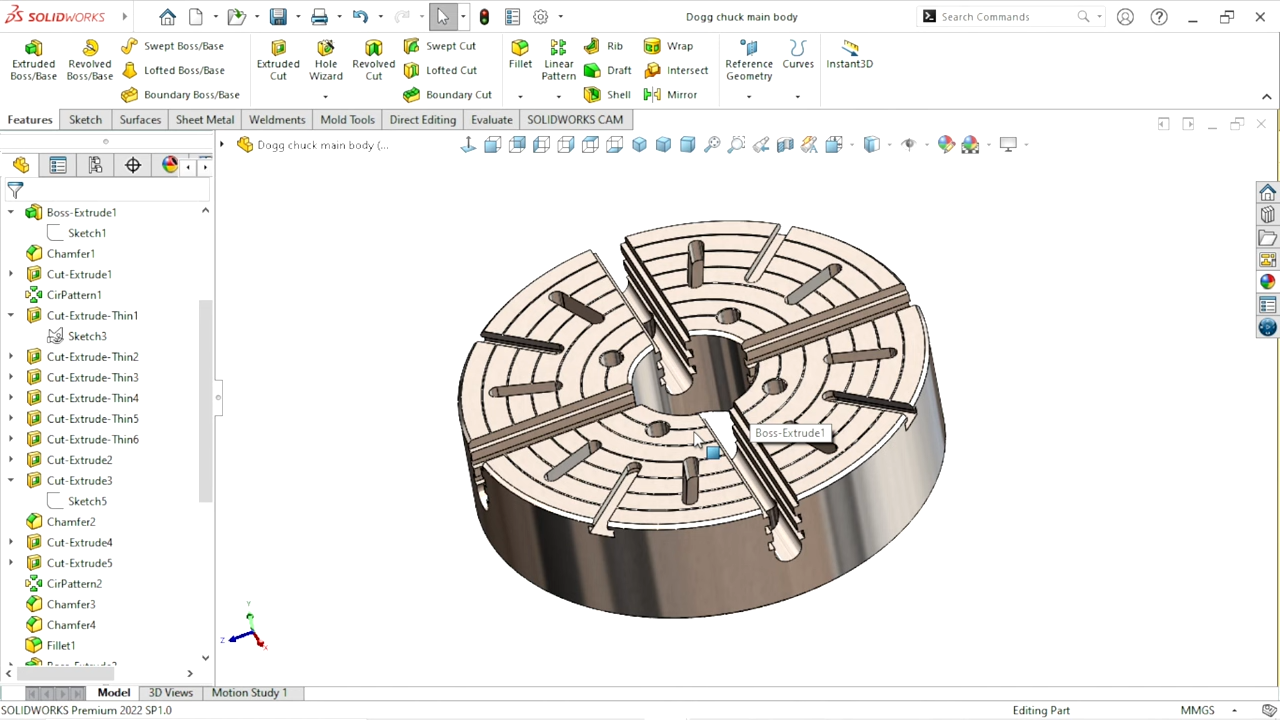 SOLIDWORKS
Dogg chuck main body
Search Commands
Extruded Boss/Base
Revolved Boss/Base
Swept Boss/Base
Lofted Boss/Base
Boundary Boss/Base
Extruded Cut
Hole Wizard
Revolved Cut
Swept Cut
Lofted Cut
Boundary Cut
Fillet
Linear Pattern
Rib
Draft
Shell
Wrap
Intersect
Mirror
Reference Geometry
Curves
Instant3D
Features
Sketch
Surfaces
Sheet Metal
Weldments
Mold Tools
Direct Editing
Evaluate
SOLIDWORKS CAM
Dogg chuck main body (...
Boss-Extrude1
Sketch1
Chamfer1
Cut-Extrude1
CirPattern1
Cut-Extrude-Thin1
Sketch3
Cut-Extrude-Thin2
Cut-Extrude-Thin3
Cut-Extrude-Thin4
Cut-Extrude-Thin5
Cut-Extrude-Thin6
Cut-Extrude2
Cut-Extrude3
Sketch5
Chamfer2
Cut-Extrude4
Cut-Extrude5
CirPattern2
Chamfer3
Chamfer4
Fillet1
Boss-Extrude1
Y
Z
X
Model
3D Views
Motion Study 1
SOLIDWORKS Premium 2022 SP1.0
Editing Part
MMGS